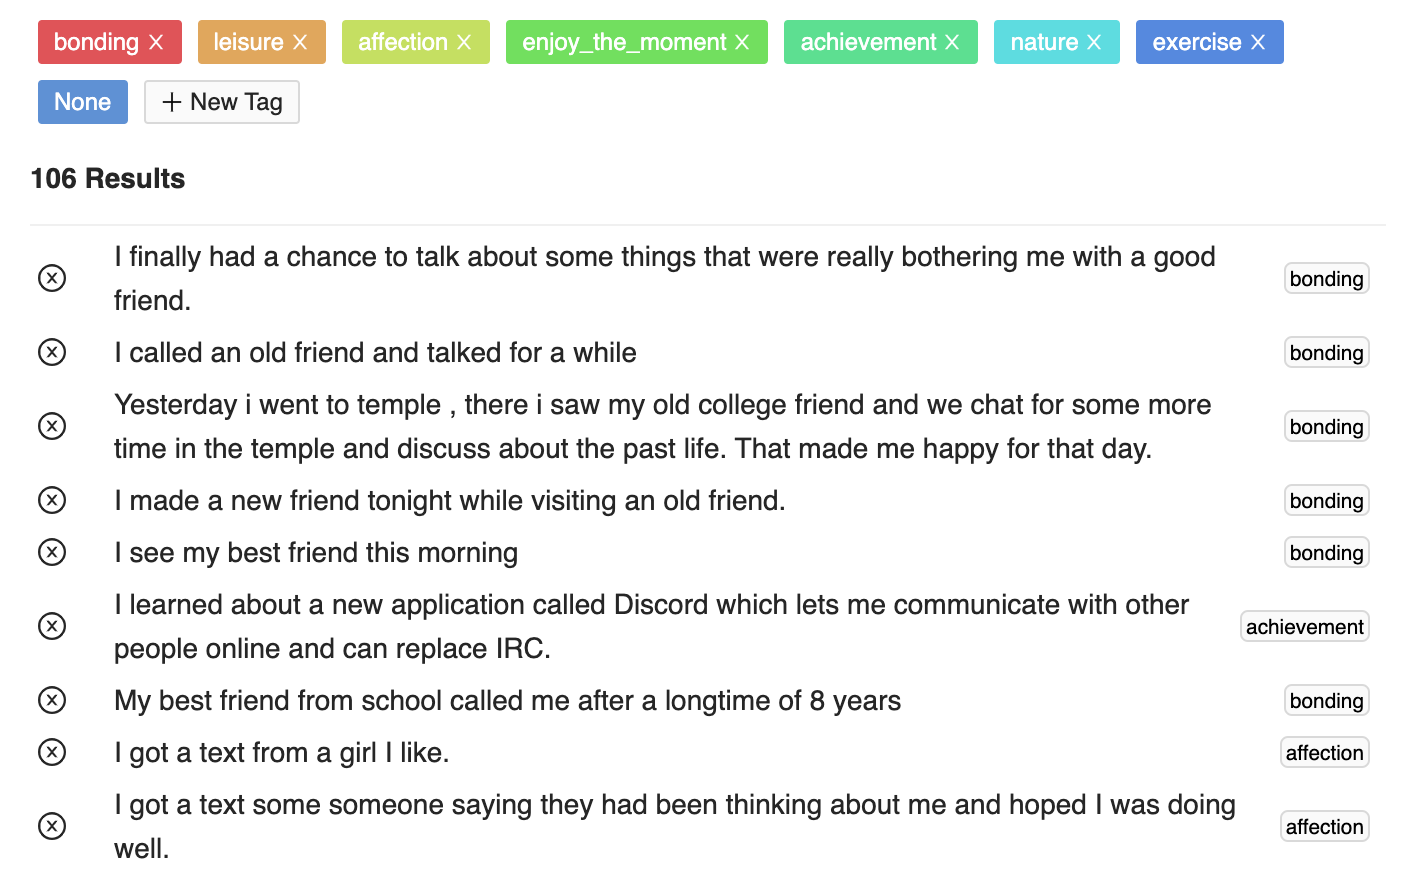 bonding X leisure X affection X enjoy_the_moment X achievement X nature X exercise X
None + New Tag
106 Results
I finally had a chance to talk about some things that were really bothering me with a good
friend.
bonding
I called an old friend and talked for a while
bonding
Yesterday i went to temple , there i saw my old college friend and we chat for some more
time in the temple and discuss about the past life. That made me happy for that day.
bonding
I made a new friend tonight while visiting an old friend.
bonding
I see my best friend this morning
bonding
I learned about a new application called Discord which lets me communicate with other
people online and can replace IRC.
achievement
My best friend from school called me after a longtime of 8 years
bonding
I got a text from a girl I like.
affection
I got a text some someone saying they had been thinking about me and hoped I was doing
well.
affection